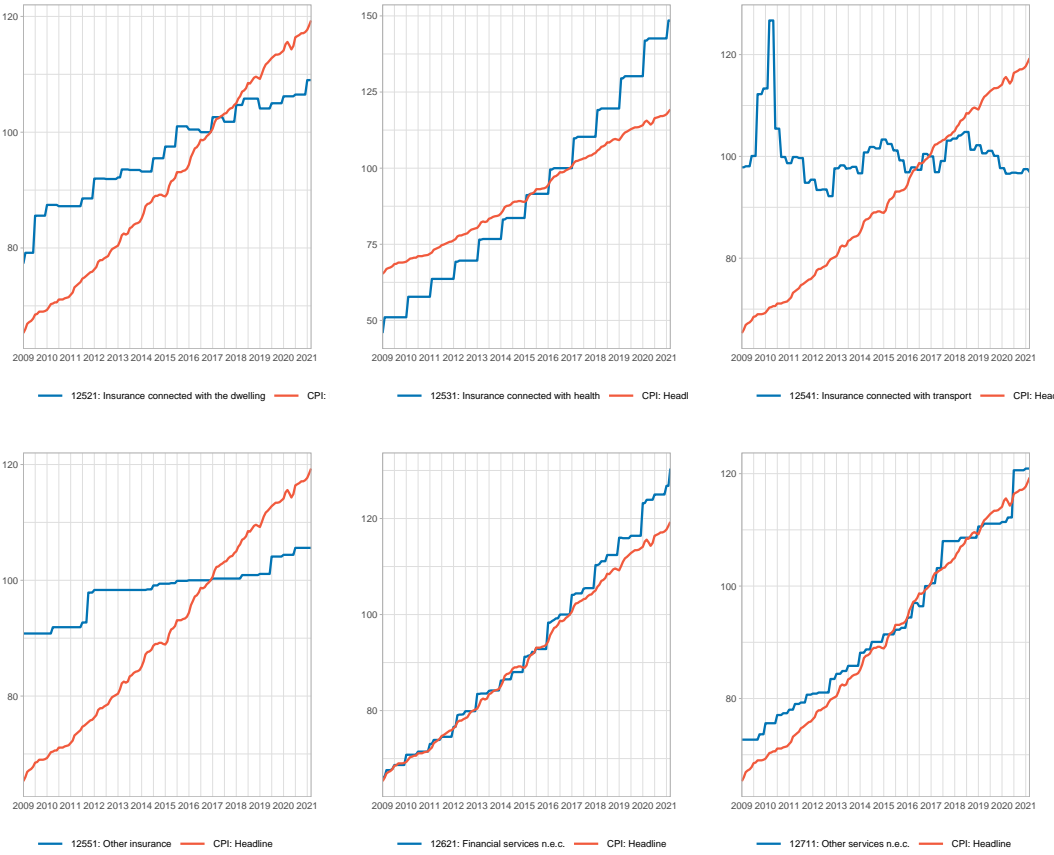 120
100
80
2009 2010 2011 2012 2013 2014 2015 2016 2017 2018 2019 2020 2021
12521: Insurance connected with the dwelling CPI:
150
125
100
75
50
2009 2010 2011 2012 2013 2014 2015 2016 2017 2018 2019 2020 2021
12531: Insurance connected with health CPI: Headl
120
100
80
2009 2010 2011 2012 2013 2014 2015 2016 2017 2018 2019 2020 2021
12541: Insurance connected with transport CPI: Head
120
100
80
2009 2010 2011 2012 2013 2014 2015 2016 2017 2018 2019 2020 2021
12551: Other insurance CPI: Headline
120
100
80
2009 2010 2011 2012 2013 2014 2015 2016 2017 2018 2019 2020 2021
12621: Financial services n.e.c. CPI: Headline
120
100
80
2009 2010 2011 2012 2013 2014 2015 2016 2017 2018 2019 2020 2021
12711: Other services n.e.c. CPI: Headline